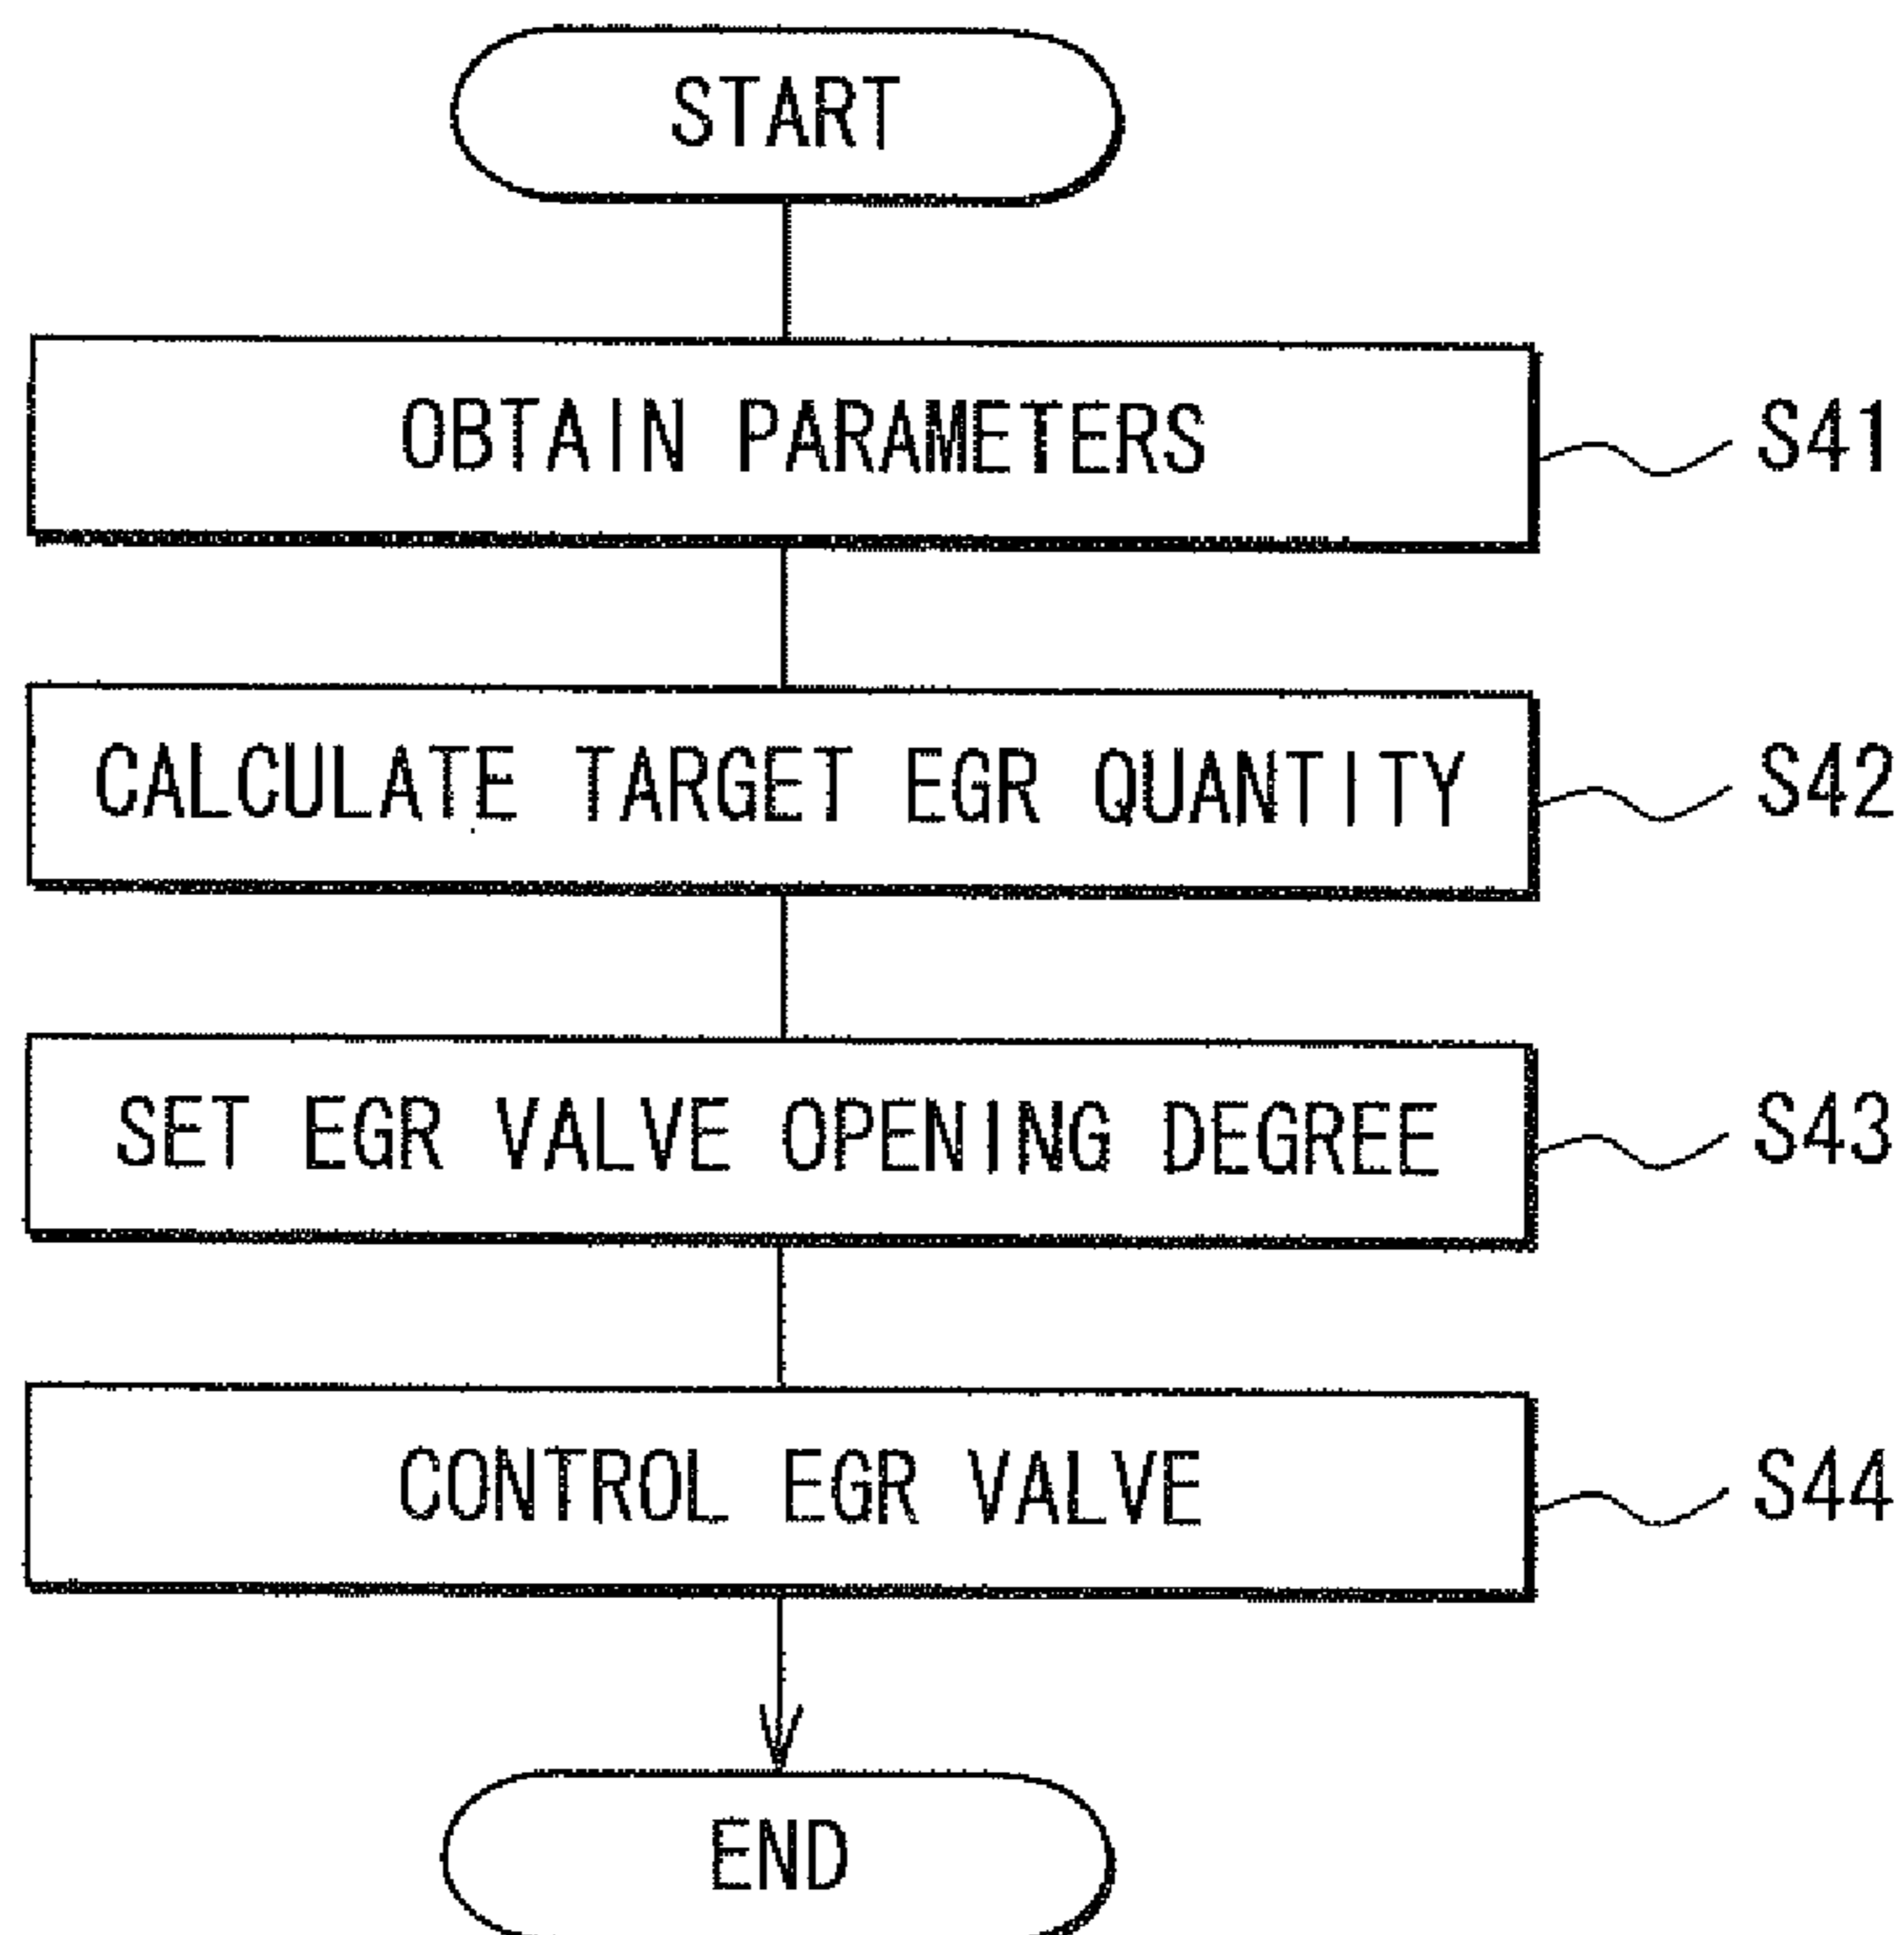 START
OBTAIN PARAMETERS
S41
CALCULATE TARGET EGR QUANTITY
S42
SET EGR VALVE OPENING DEGREE
S43
CONTROL EGR VALVE
S44
END